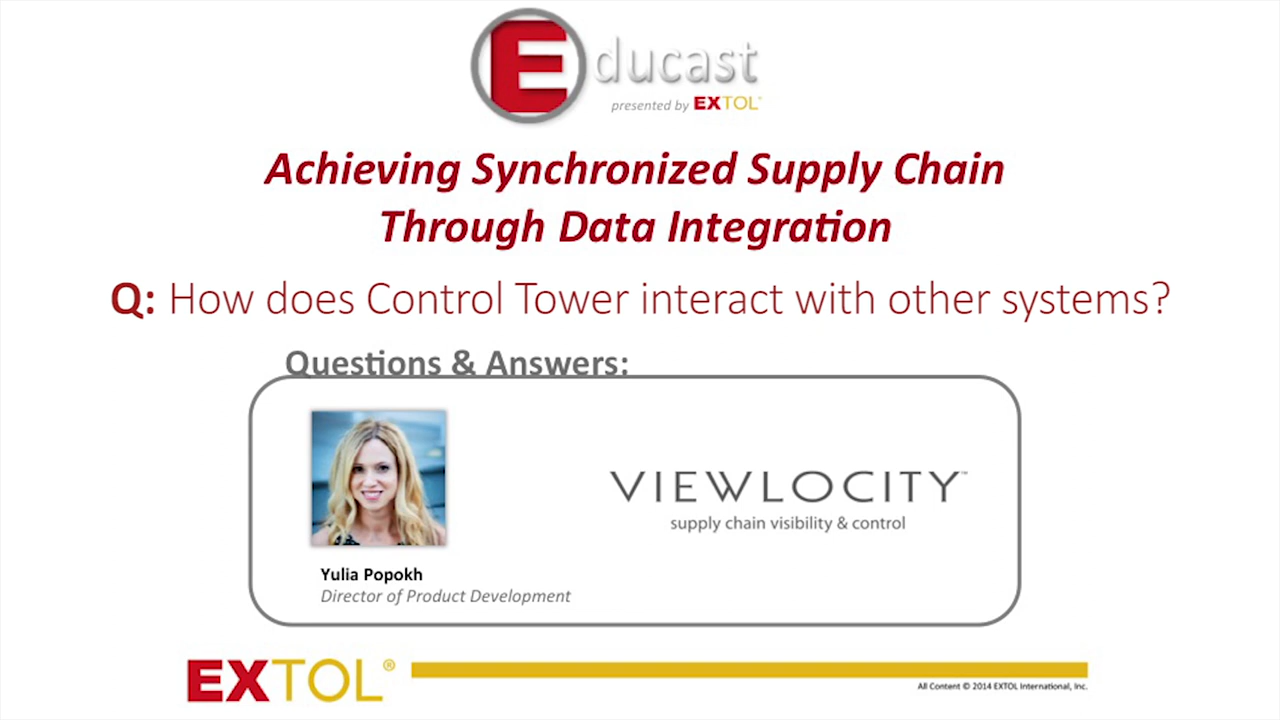 Educast
presented by EXTOL®
Achieving Synchronized Supply Chain
Through Data Integration
Q: How does Control Tower interact with other systems?
Questions & Answers:
VIEWLOCITY™
supply chain visibility & control
Yulia Popokh
Director of Product Development
EXTOL®
All Content © 2014 EXTOL International, Inc.